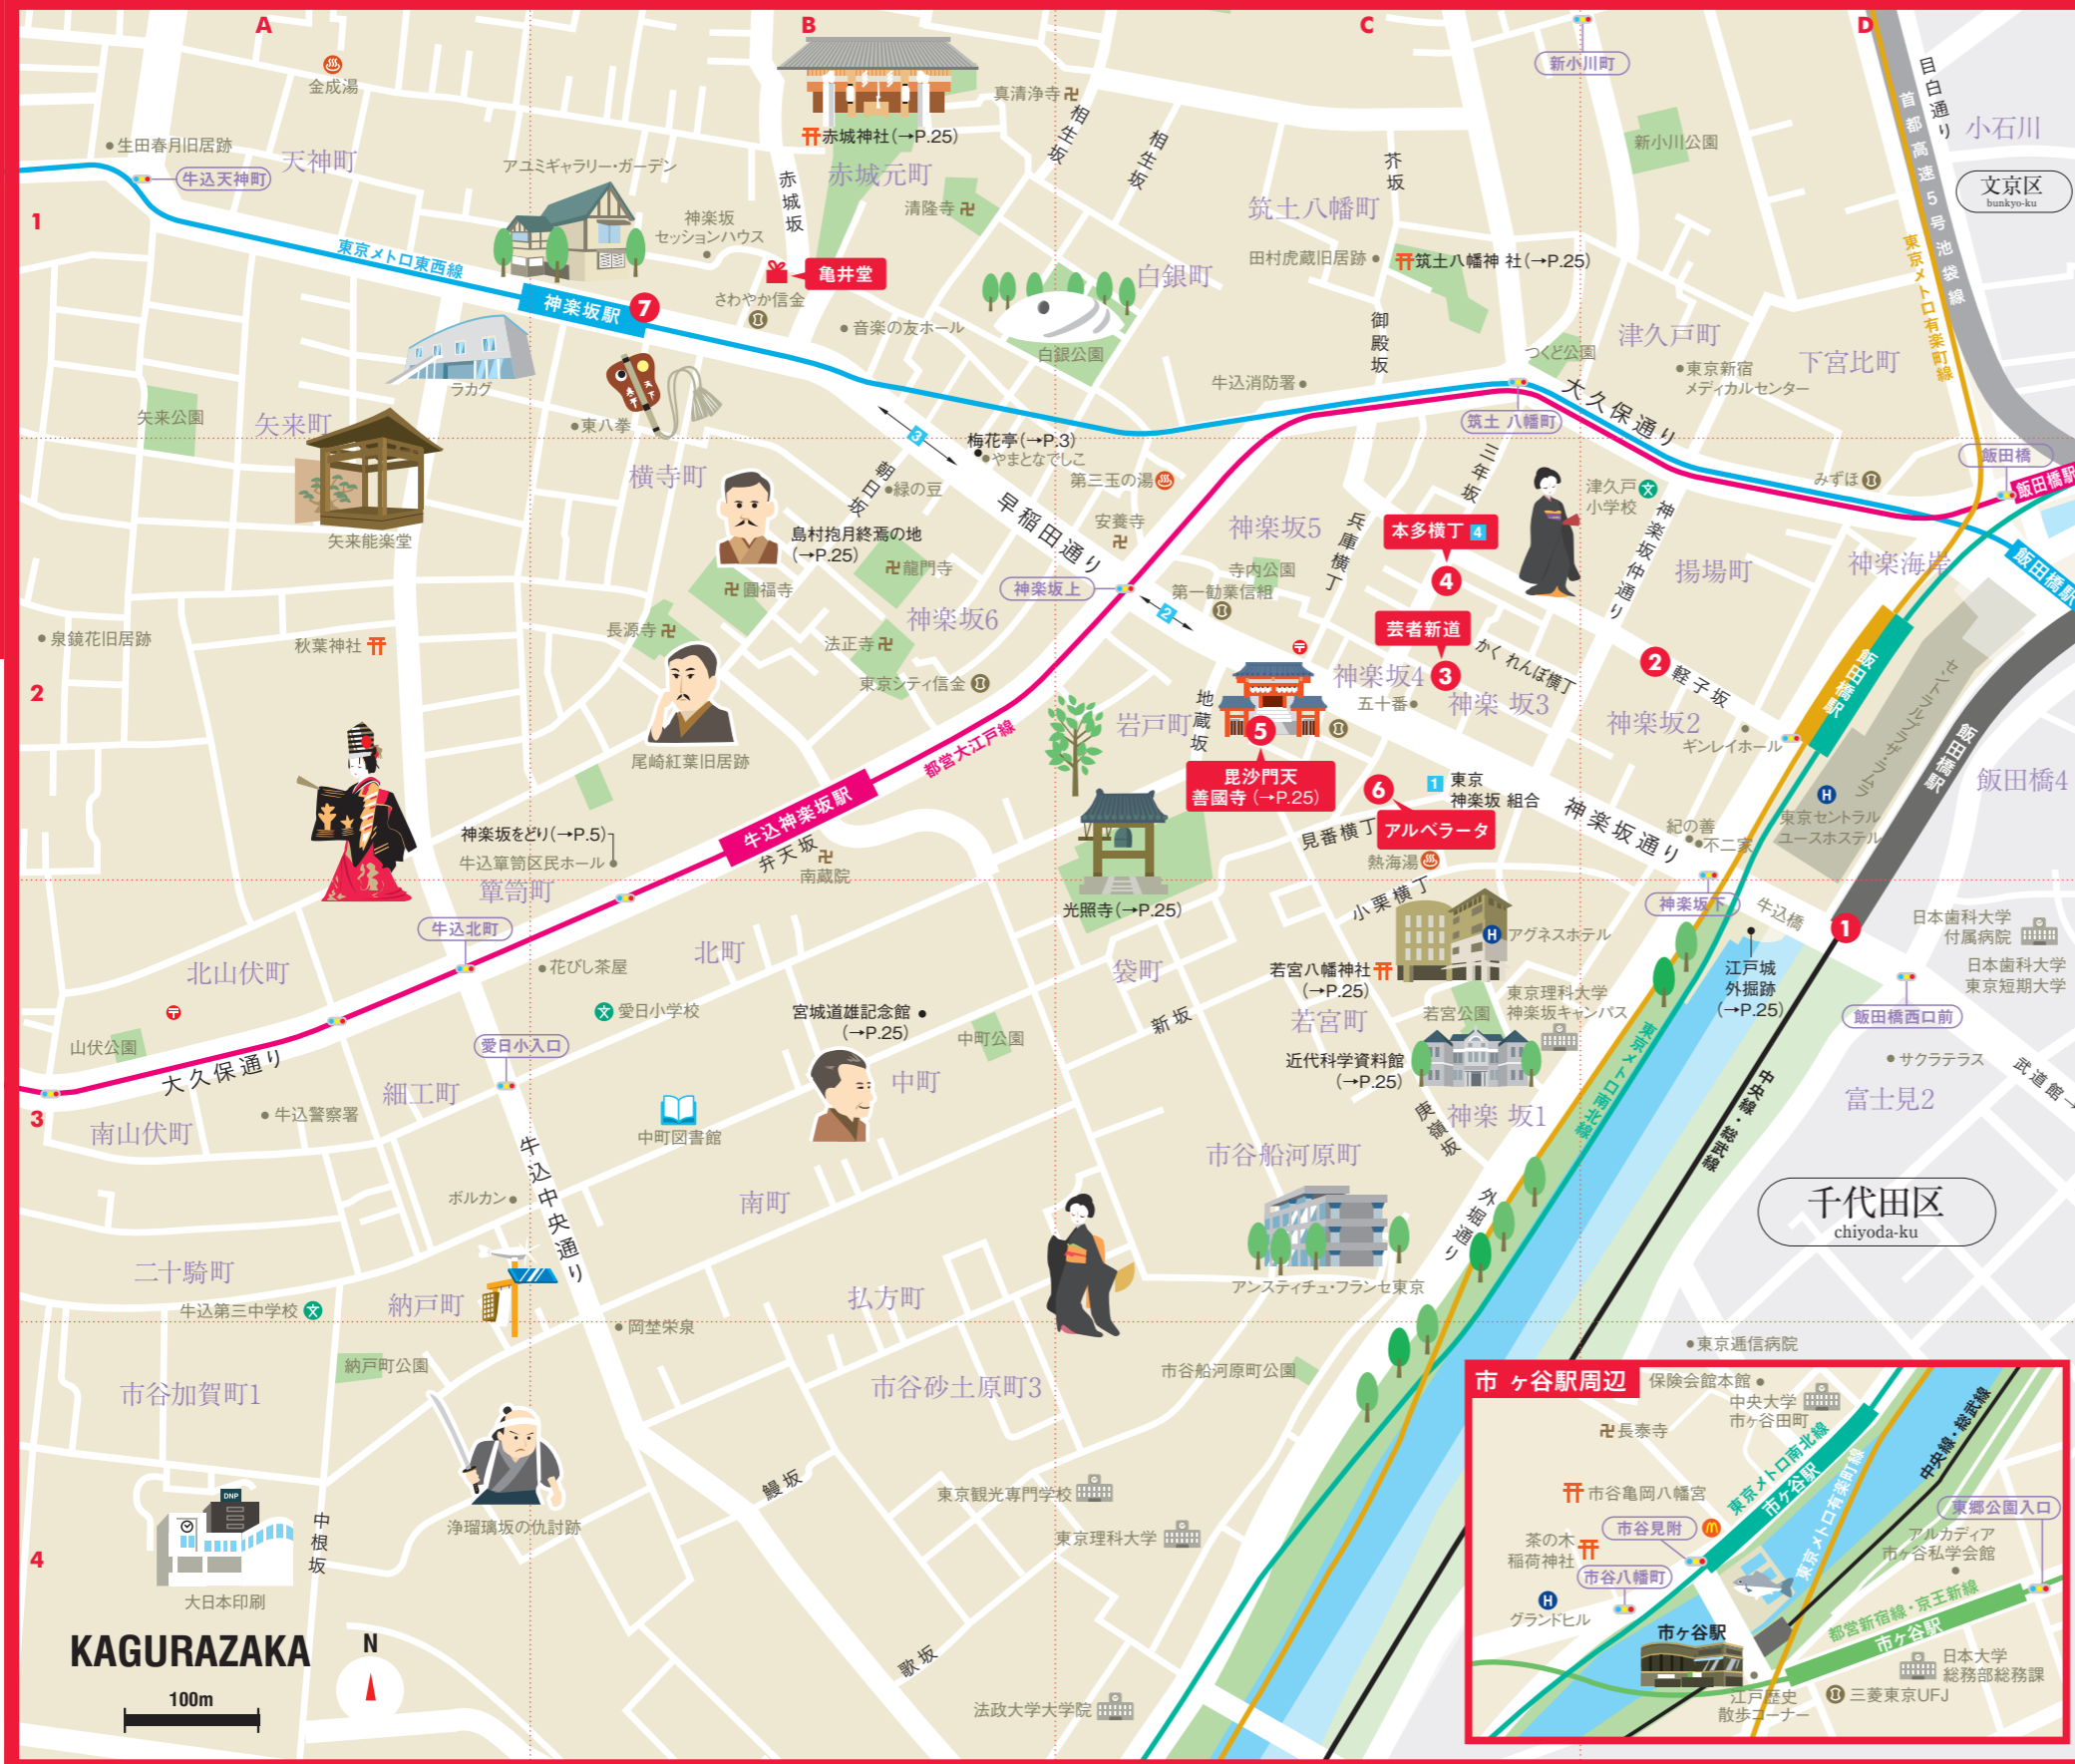 A
B
C
D
1
2
3
4
金成湯
生田春月旧居跡
牛込天神町
天神町
アユミギャラリー・ガーデン
赤城神社(→P.25)
真清浄寺
赤城元町
赤城坂
相生坂
相生坂
清隆寺
神楽坂
セッションハウス
亀井堂
さわやか信金
音楽の友ホール
東京メトロ東西線
神楽坂駅
7
ラカグ
白銀町
白銀公園
新小川町
新小川公園
芥坂
筑土八幡町
田村虎蔵旧居跡
筑土八幡神 社(→P.25)
御殿坂
つくど公園
津久戸町
東京新宿
メディカルセンター
下宮比町
牛込消防署
筑土 八幡町
大久保通り
目白通り
首都高速5号池袋線
東京メトロ有楽町線
小石川
文京区
bunkyo-ku
矢来公園
矢来町
東八拳
矢来能楽堂
3
梅花亭(→P.3)
やまとなでしこ
横寺町
朝日坂
緑の豆
第三玉の湯
早稲田通り
安養寺
島村抱月終焉の地
(→P.25)
圓福寺
龍門寺
神楽坂上
神楽坂6
長源寺
法正寺
東京シティ信金
尾崎紅葉旧居跡
泉鏡花旧居跡
秋葉神社
神楽坂5
寺内公園
第一勧業信組
2
兵庫横丁
三年坂
本多横丁 4
4
芸者新道
3
津久戸
小学校
神楽坂仲通り
みずほ
飯田橋
飯田橋駅
揚場町
神楽海岸
飯田橋駅
かく れんぼ横丁
2
軽子坂
神楽坂4
五十番
神楽 坂3
神楽坂2
ギンレイホール
飯田橋駅
セントラルプラザ・ラムラ
飯田橋駅
飯田橋4
東京セントラル
ユースホステル
地蔵坂
岩戸町
5
毘沙門天
善國寺 (→P.25)
6
アルベラータ
1 東京
神楽坂 組合
見番横丁
熱海湯
神楽坂通り
紀の善
不二家
神楽坂下
牛込橋
1
都営大江戸線
牛込神楽坂駅
弁天坂
南蔵院
神楽坂をどり(→P.5)
牛込簞笥区民ホール
簞笥町
牛込北町
光照寺(→P.25)
小栗横丁
アグネスホテル
若宮八幡神社
(→P.25)
東京理科大学
神楽坂キャンパス
若宮公園
若宮町
近代科学資料館
(→P.25)
江戸城
外堀跡
(→P.25)
日本歯科大学
付属病院
日本歯科大学
東京短期大学
飯田橋西口前
サクラテラス
武道館→
富士見2
北山伏町
山伏公園
大久保通り
南山伏町
牛込警察署
細工町
愛日小入口
花びし茶屋
北町
愛日小学校
宮城道雄記念館
(→P.25)
中町公園
中町
中町図書館
袋町
新坂
庚嶺坂
神楽 坂1
東京メトロ南北線
中央線・総武線
千代田区
chiyoda-ku
市谷船河原町
アンスティチュ・フランセ東京
外堀通り
牛込中央通り
ボルカン
南町
二十騎町
牛込第三中学校
納戸町
払方町
岡埜栄泉
納戸町公園
市谷加賀町1
市谷砂土原町3
市谷船河原町公園
東京逓信病院
浄瑠璃坂の仇討跡
鰻坂
東京観光専門学校
東京理科大学
歌坂
法政大学大学院
DNP
大日本印刷
中根坂
KAGURAZAKA
N
100m
市 ヶ谷駅周辺
保険会館本館
中央大学
市ヶ谷田町
長泰寺
市谷亀岡八幡宮
東京メトロ南北線
市ケ谷駅
東京メトロ有楽町線
中央線・総武線
市谷見附
茶の木
稲荷神社
市谷八幡町
H
グランドヒル
市ヶ谷駅
東郷公園入口
アルカディア
市ヶ谷私学会館
都営新宿線・京王新線
市ケ谷駅
日本大学
総務部総務課
江戸歴史
散歩コーナー
三菱東京UFJ